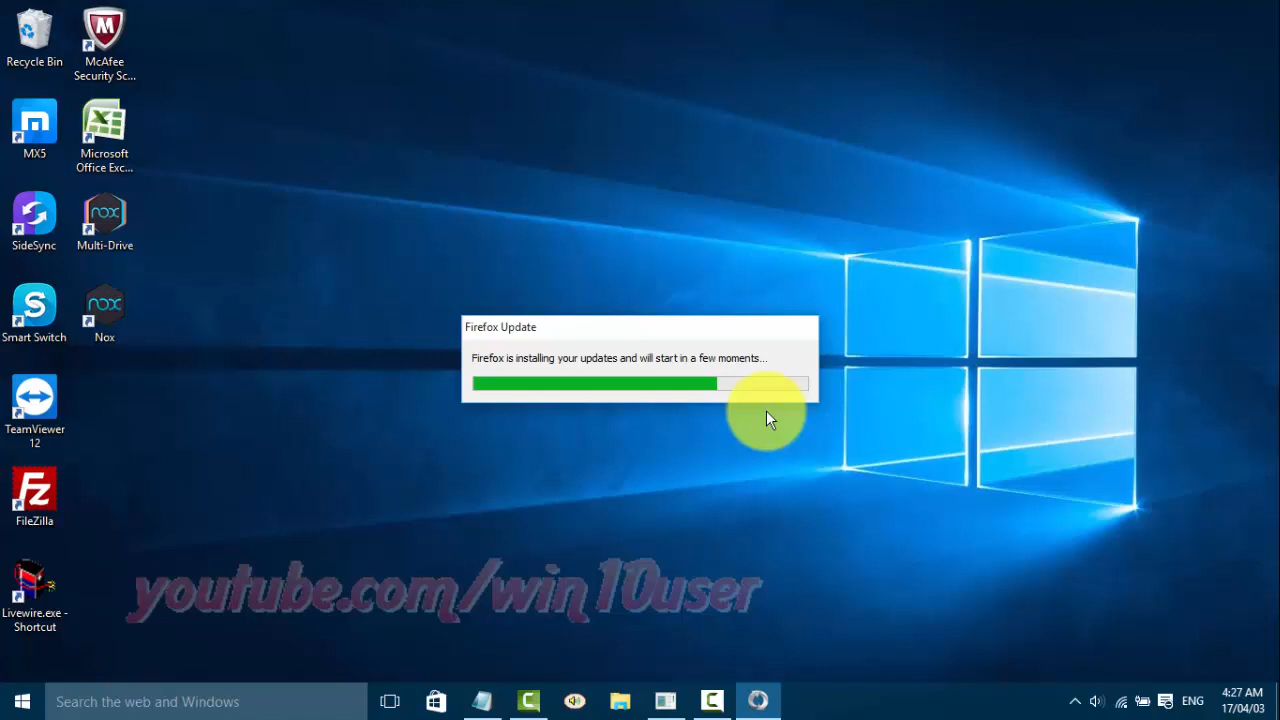 Recycle Bin
McAfee
Security Sc...
MX5
Microsoft
Office Exc...
SideSync
Multi-Drive
Smart Switch
Nox
TeamViewer
12
FileZilla
Livewire.exe -
Shortcut
Firefox Update
Firefox is installing your updates and will start in a few moments...
youtube.com/win10user
Search the web and Windows
ENG
4:27 AM
17/04/03